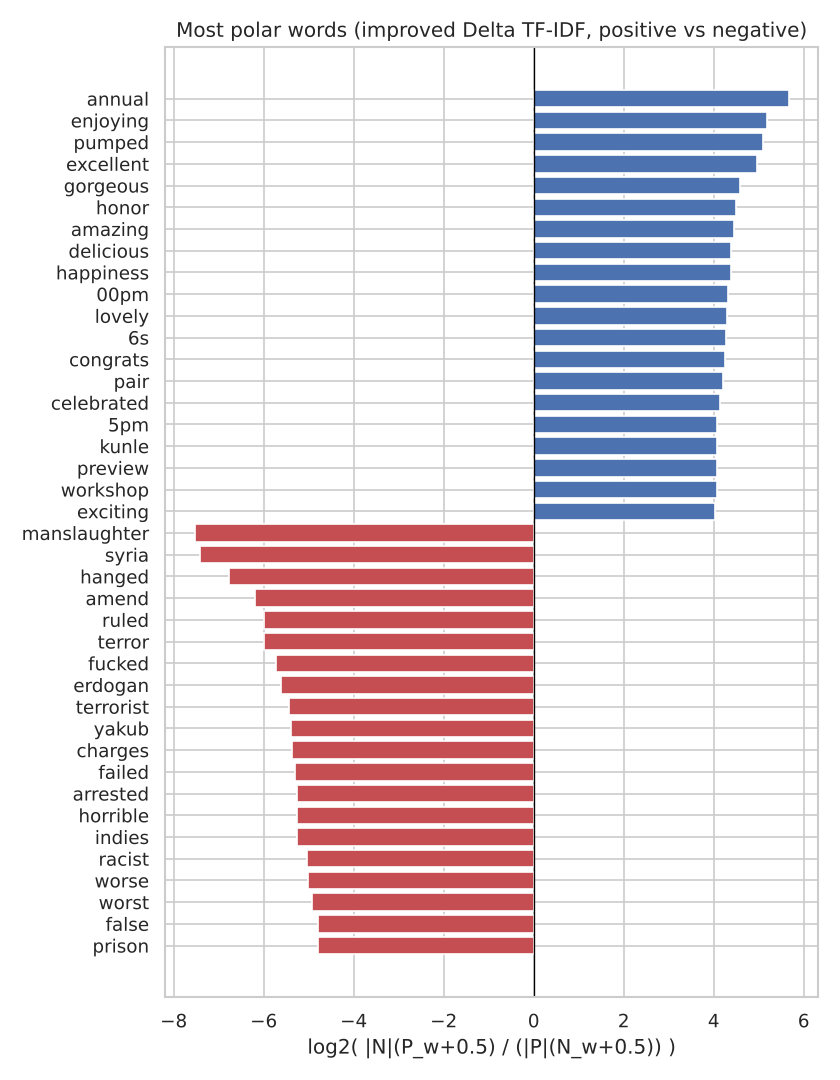 Most polar words (improved Delta TF-IDF, positive vs negative)
annual
enjoying
pumped
excellent
gorgeous
honor
amazing
delicious
happiness
00pm
lovely
6s
congrats
pair
celebrated
5pm
kunle
preview
workshop
exciting
manslaughter
syria
hanged
amend
ruled
terror
fucked
erdogan
terrorist
yakub
charges
failed
arrested
horrible
indies
racist
worse
worst
false
prison
−8 −6 −4 −2 0 2 4 6
log2( |N|(P_w+0.5) / (|P|(N_w+0.5)) )